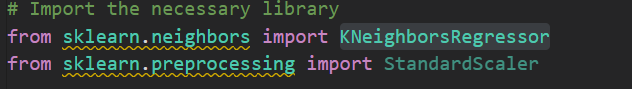 # Import the necessary library
from sklearn.neighbors import KNeighborsRegressor
from sklearn.preprocessing import StandardScaler